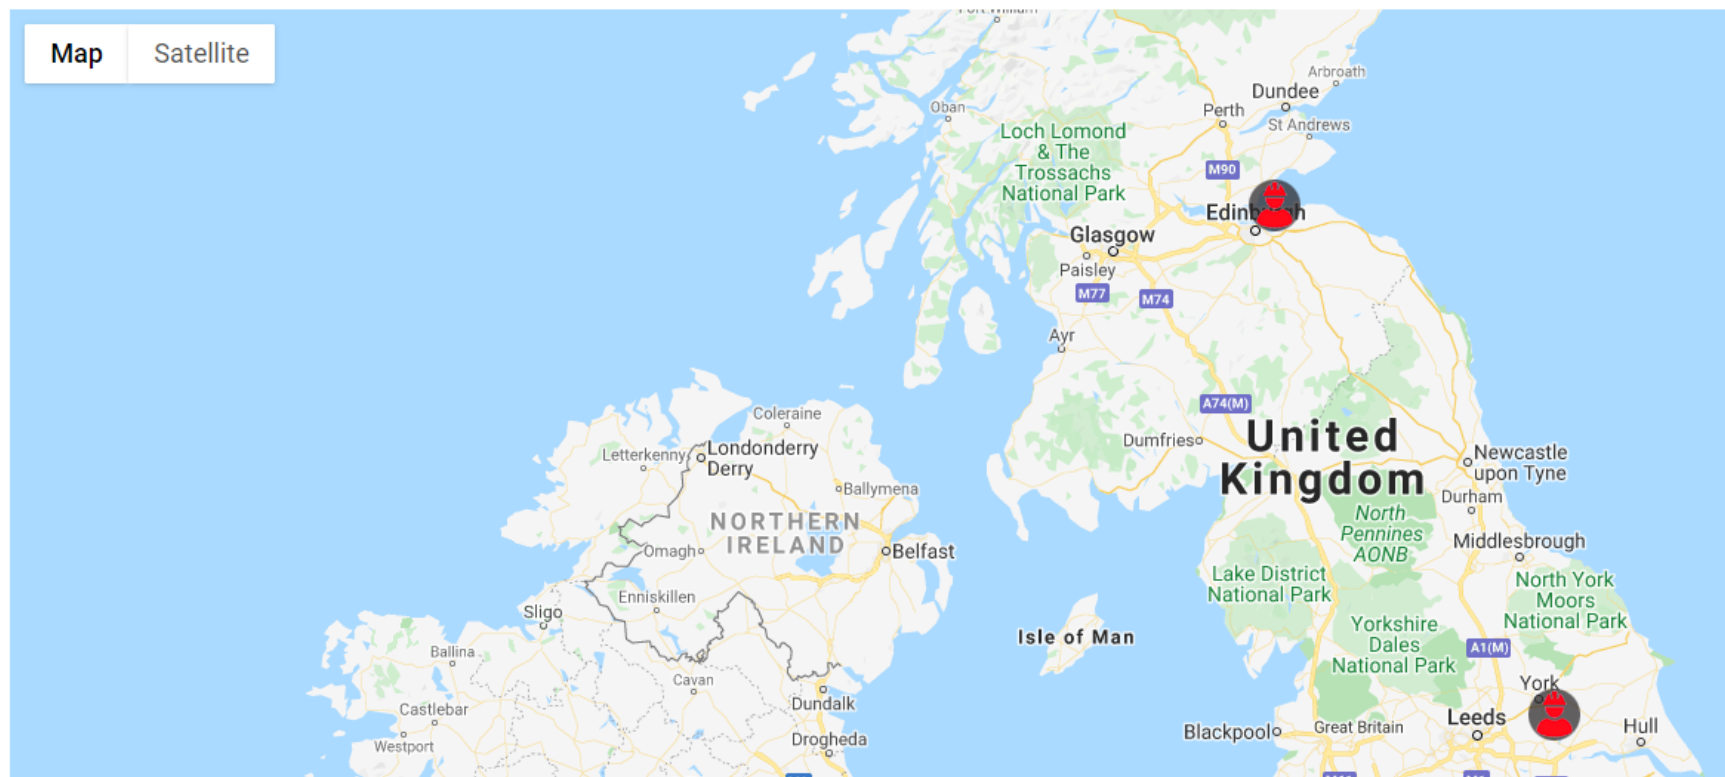 Map
Satellite
Fort William
Arbroath
Dundee
Oban
Perth
St Andrews
Loch Lomond
& The
Trossachs
National Park
M90
Edinburgh
Glasgow
Paisley
M77
M74
Ayr
A74(M)
Coleraine
United
Kingdom
Dumfries
Londonderry
Derry
Letterkenny
Newcastle
upon Tyne
Ballymena
Durham
NORTHERN
IRELAND
North
Pennines
AONB
Omagh
Belfast
Middlesbrough
Lake District
National Park
North York
Moors
National Park
Enniskillen
Sligo
Isle of Man
Yorkshire
Dales
National Park
A1(M)
Ballina
Cavan
York
Dundalk
Castlebar
Leeds
Hull
Great Britain
Blackpool
Drogheda
Westport